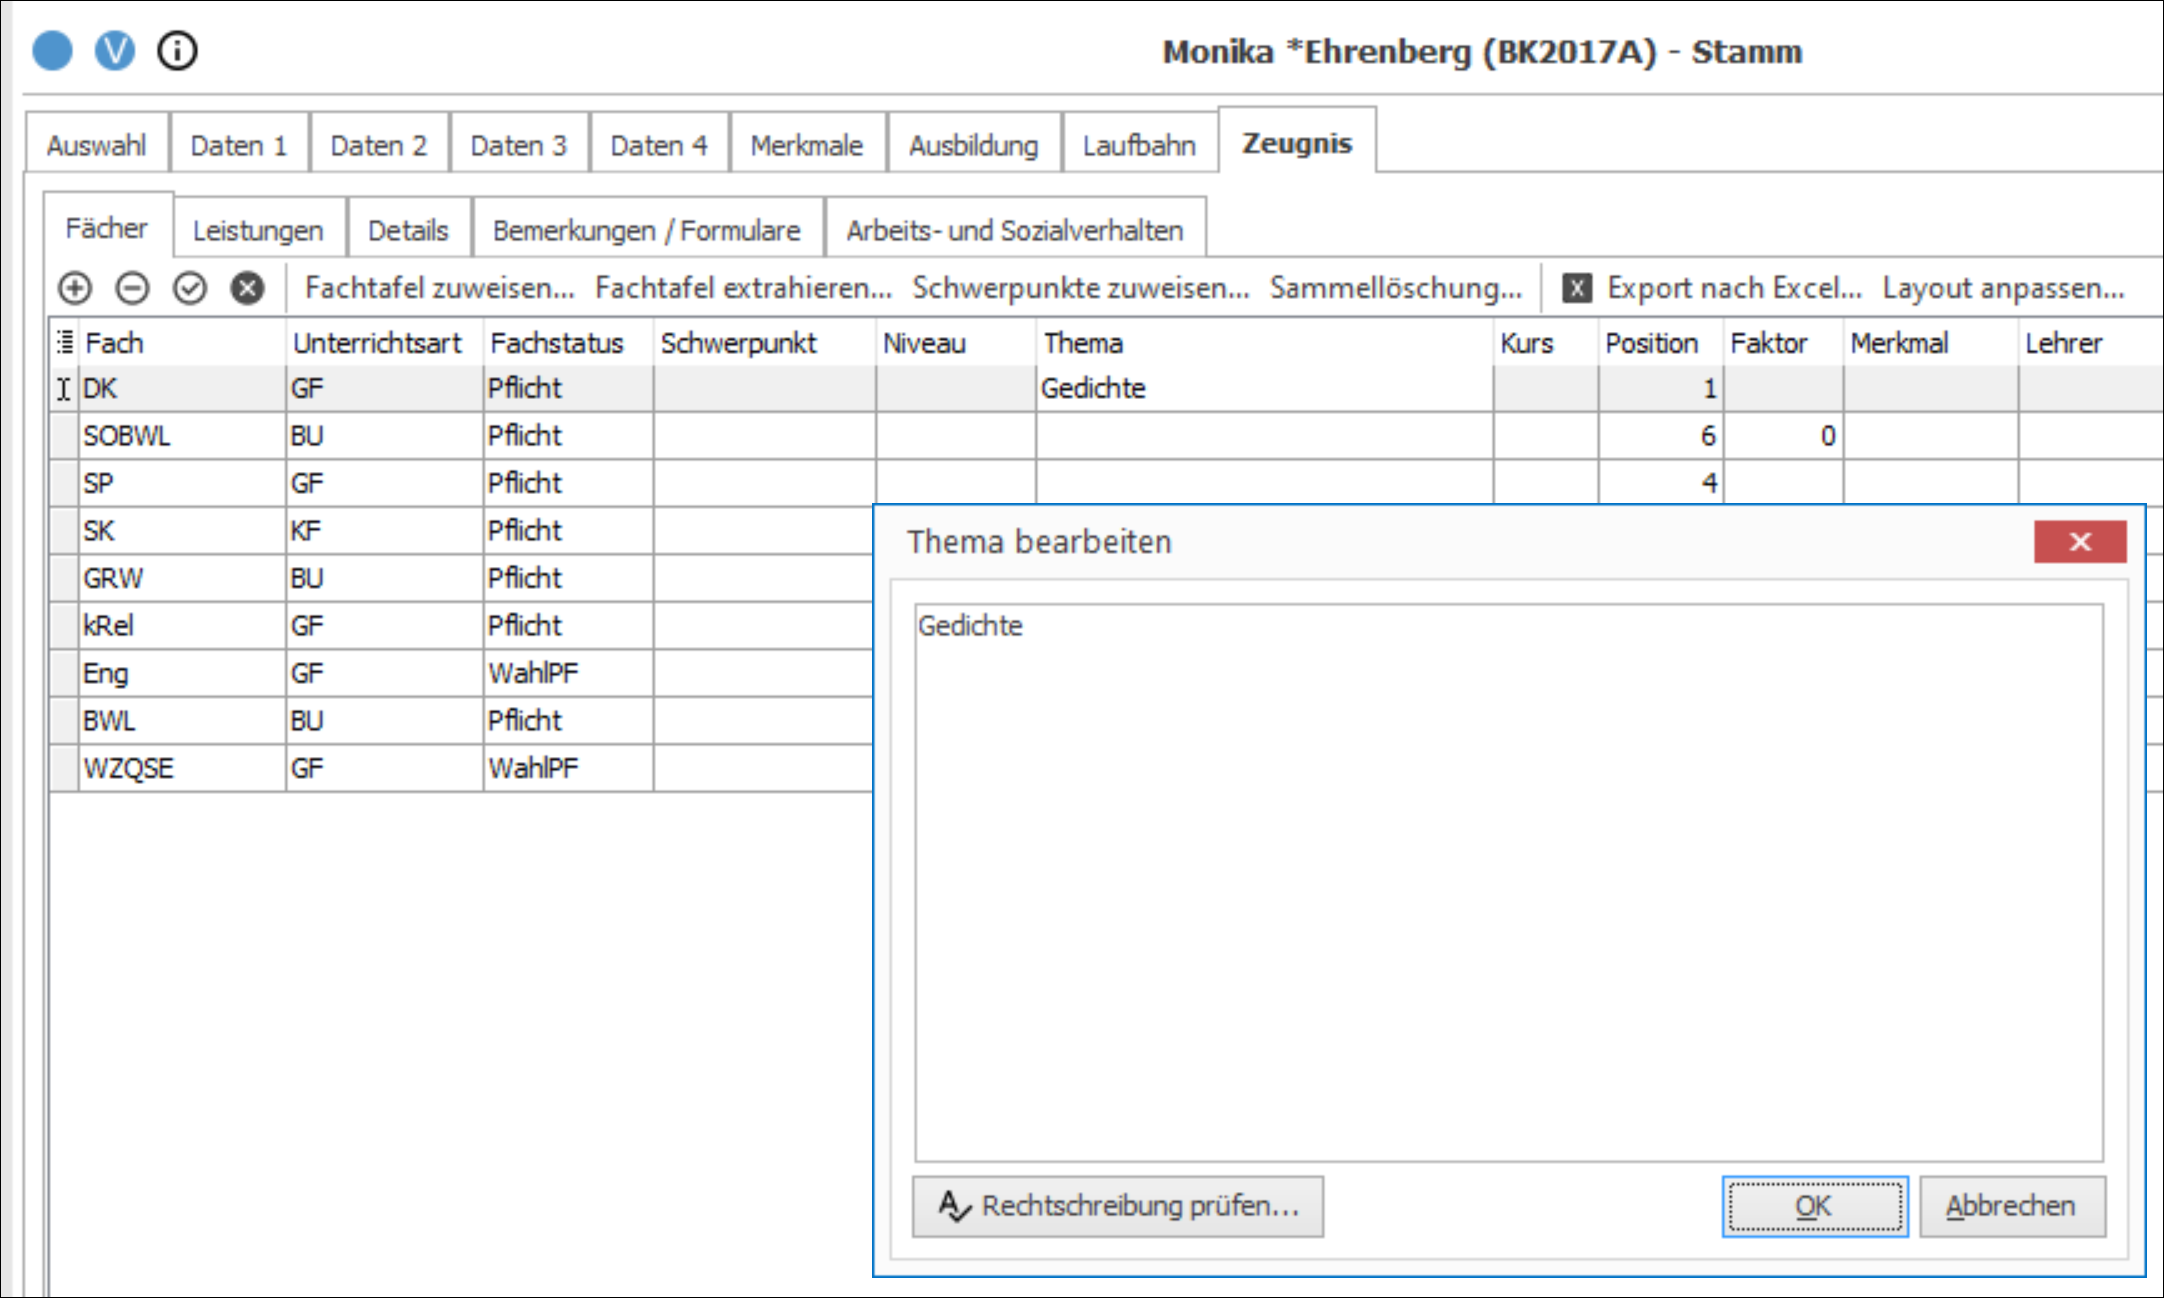 V i Monika *Ehrenberg (BK2017A) - Stamm
Auswahl Daten 1 Daten 2 Daten 3 Daten 4 Merkmale Ausbildung Laufbahn Zeugnis
Fächer Leistungen Details Bemerkungen / Formulare Arbeits- und Sozialverhalten
Fachtafel zuweisen... Fachtafel extrahieren... Schwerpunkte zuweisen... Sammellöschung... X Export nach Excel... Layout anpassen...
Fach Unterrichtsart Fachstatus Schwerpunkt Niveau Thema Kurs Position Faktor Merkmal Lehrer
DK GF Pflicht Gedichte 1
SOBWL BU Pflicht 6 0
SP GF Pflicht 4
SK KF Pflicht
GRW BU Pflicht
kRel GF Pflicht
Eng GF WahlPF
BWL BU Pflicht
WZQSE GF WahlPF
Thema bearbeiten
Gedichte
Rechtschreibung prüfen... OK Abbrechen